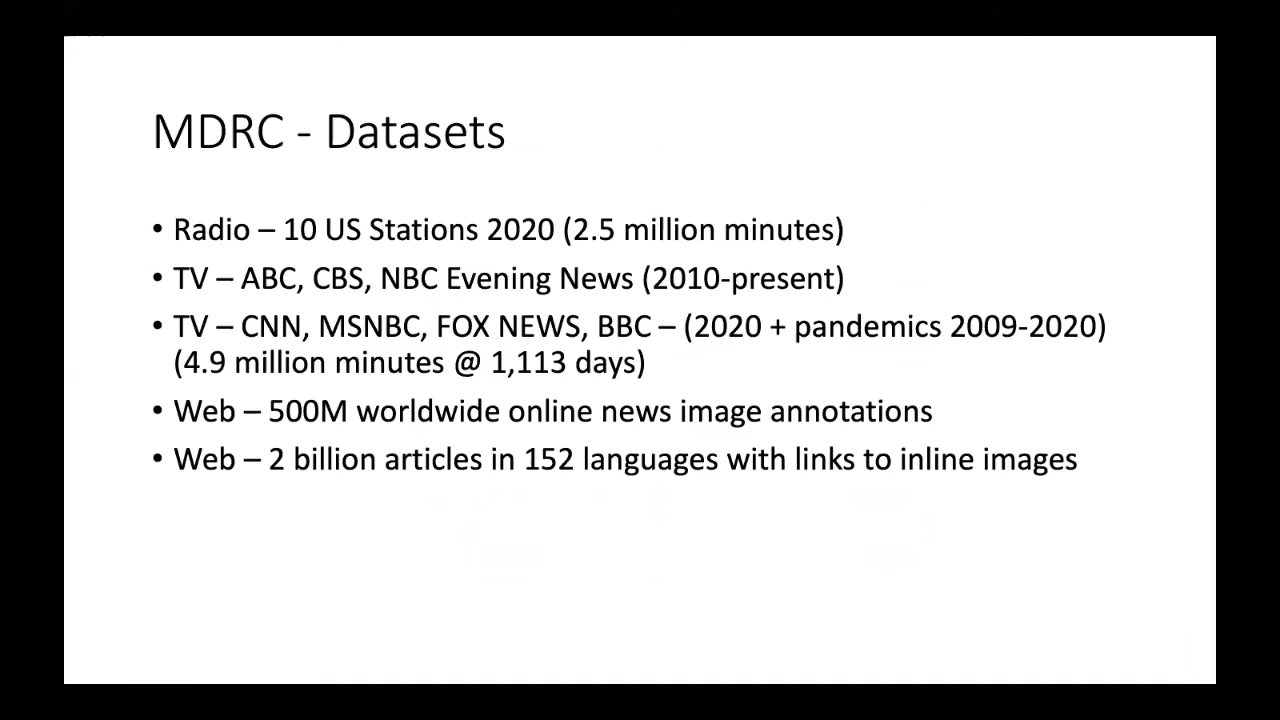 MDRC - Datasets
• Radio – 10 US Stations 2020 (2.5 million minutes)
• TV – ABC, CBS, NBC Evening News (2010-present)
• TV – CNN, MSNBC, FOX NEWS, BBC – (2020 + pandemics 2009-2020)
(4.9 million minutes @ 1,113 days)
• Web – 500M worldwide online news image annotations
• Web – 2 billion articles in 152 languages with links to inline images